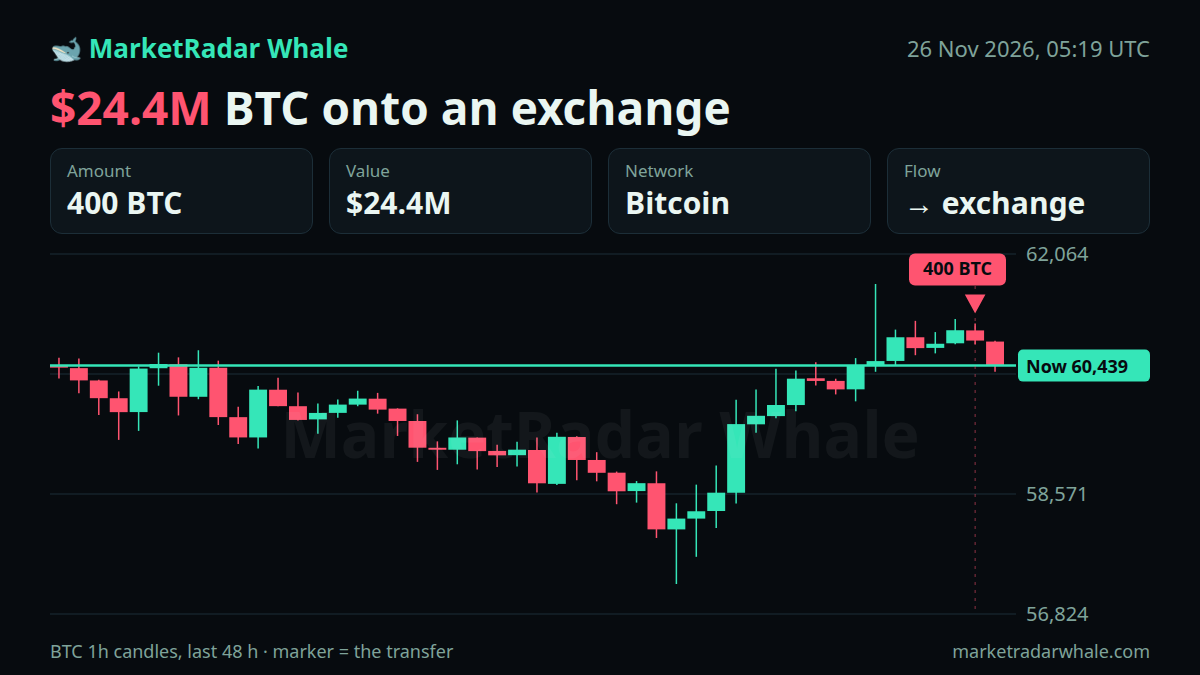 🐋 MarketRadar Whale
26 Nov 2026, 05:19 UTC
$24.4M BTC onto an exchange
Amount
400 BTC
Value
$24.4M
Network
Bitcoin
Flow
→ exchange
62,064
400 BTC
Now 60,439
MarketRadar Whale
58,571
56,824
BTC 1h candles, last 48 h · marker = the transfer
marketradarwhale.com